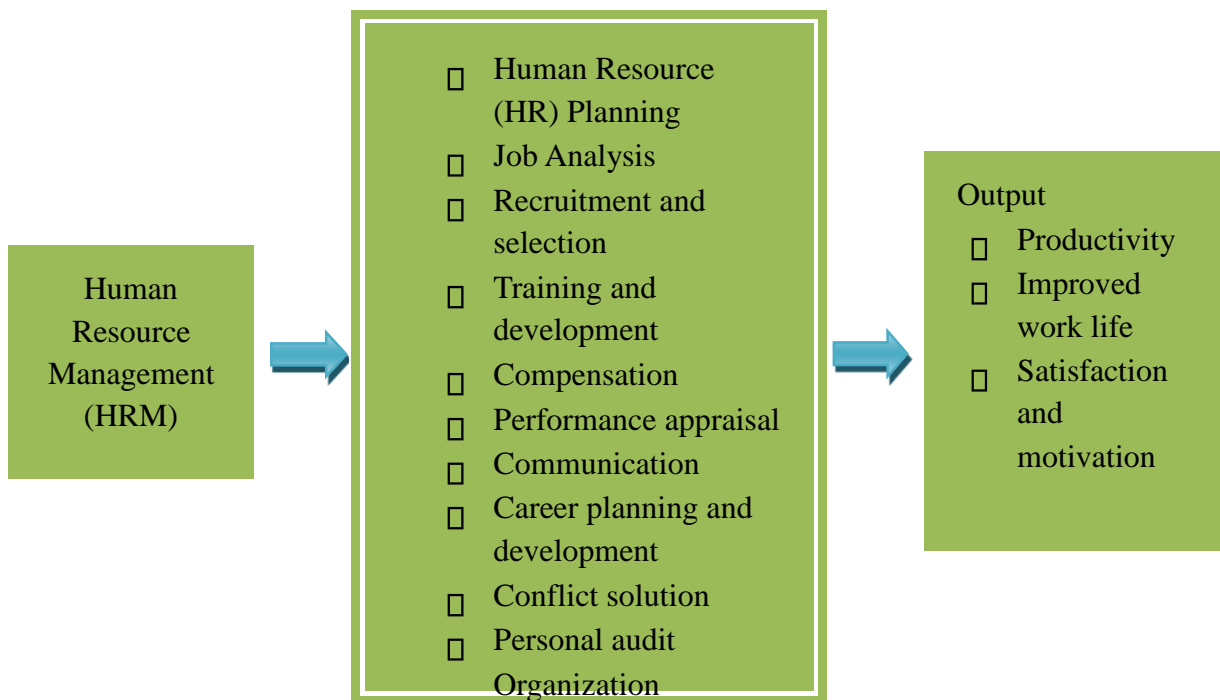 Human
Resource
Management
(HRM)
Human Resource
(HR) Planning
Job Analysis
Recruitment and
selection
Training and
development
Compensation
Performance appraisal
Communication
Career planning and
development
Conflict solution
Personal audit
Organization
Output
Productivity
Improved
work life
Satisfaction
and
motivation